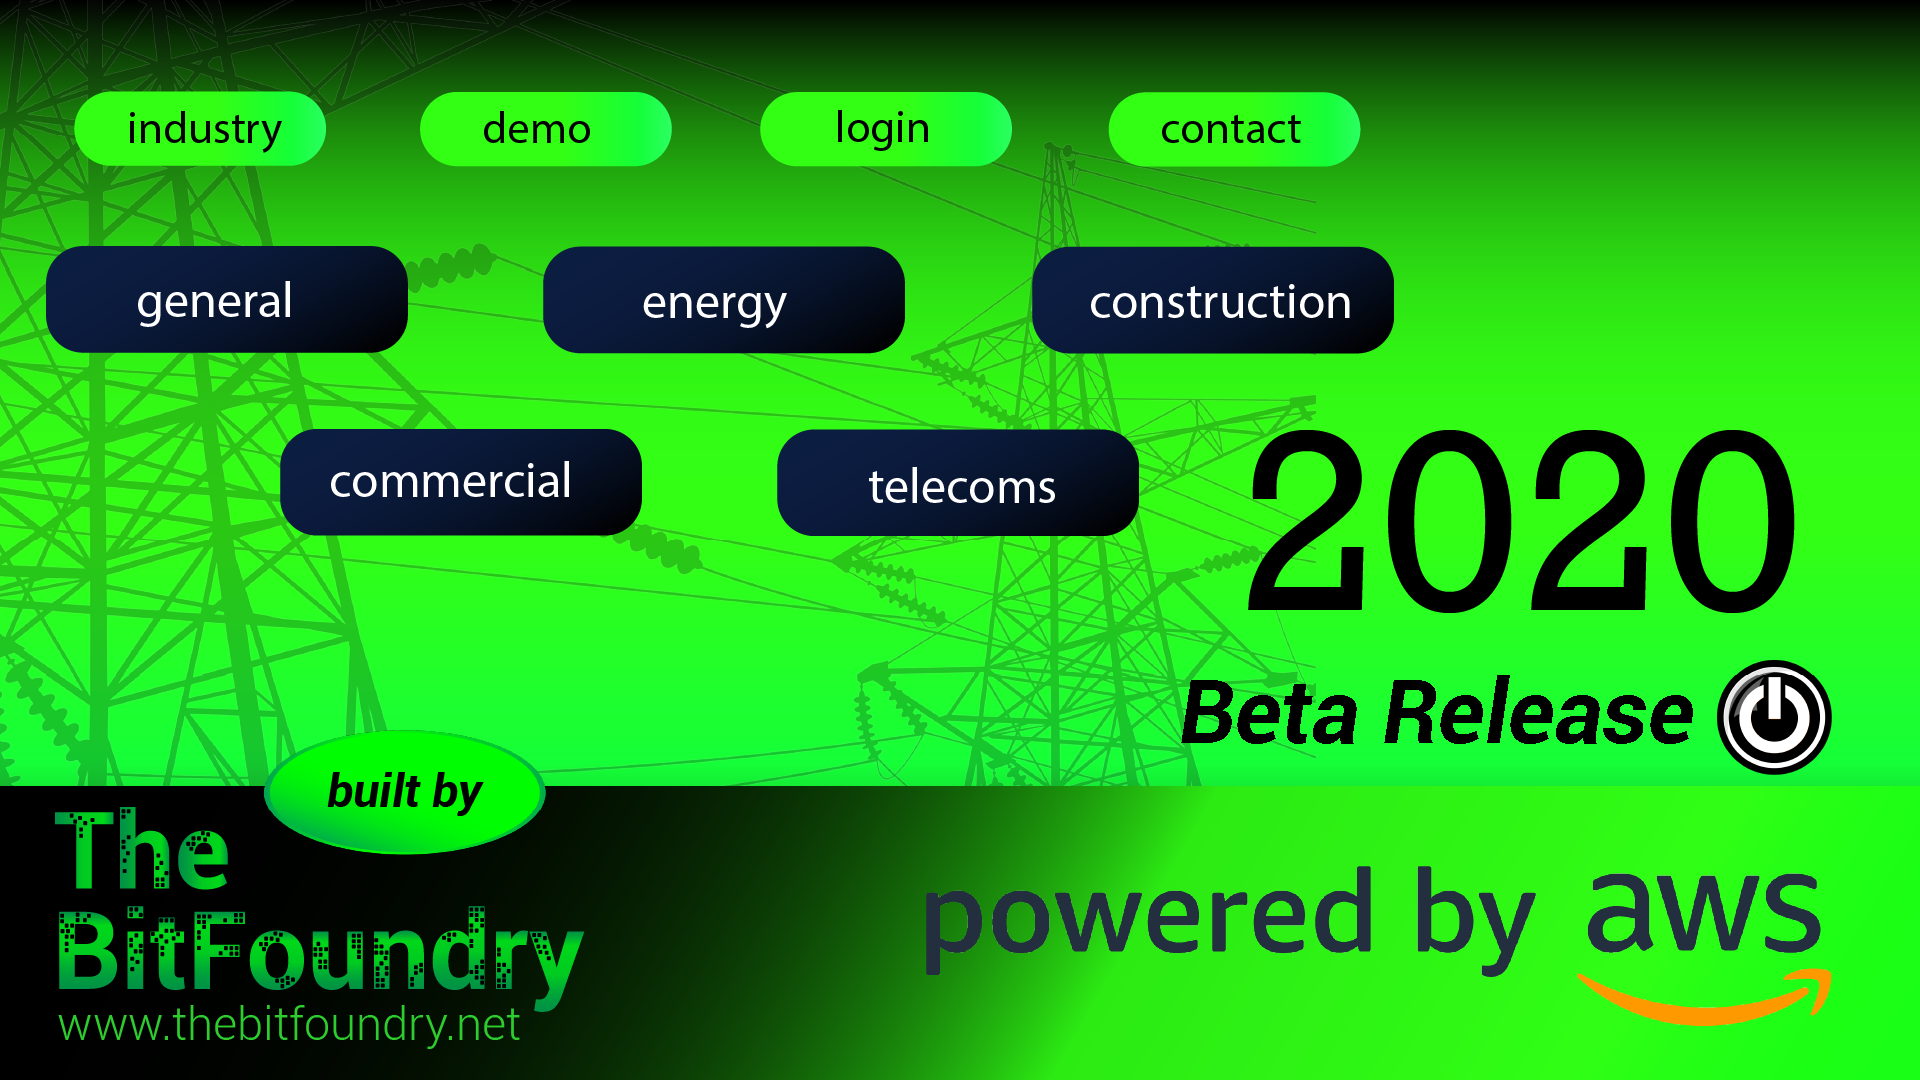 industry demo login contact
general energy construction
commercial telecoms
2020
Beta Release
built by
The
BitFoundry
www.thebitfoundry.net
powered by aws